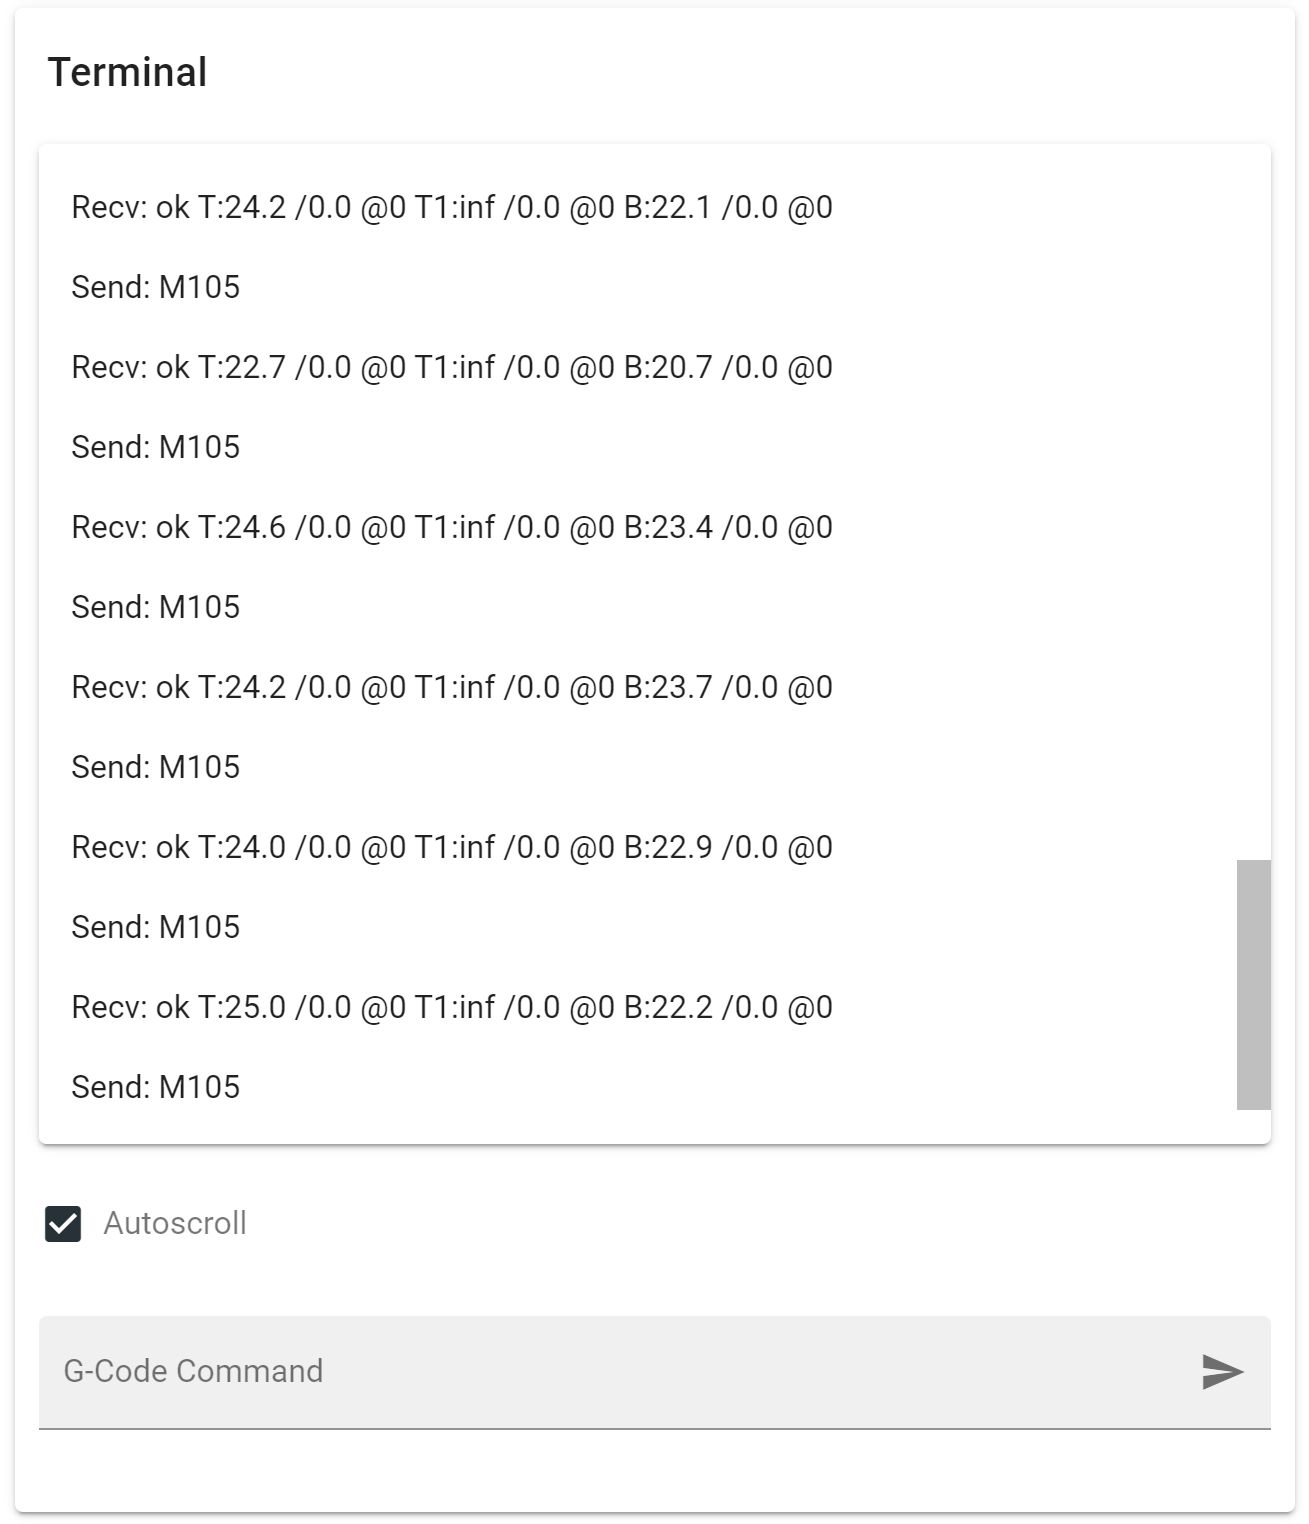 Terminal
Recv: ok T:24.2 /0.0 @0 T1:inf /0.0 @0 B:22.1 /0.0 @0
Send: M105
Recv: ok T:22.7 /0.0 @0 T1:inf /0.0 @0 B:20.7 /0.0 @0
Send: M105
Recv: ok T:24.6 /0.0 @0 T1:inf /0.0 @0 B:23.4 /0.0 @0
Send: M105
Recv: ok T:24.2 /0.0 @0 T1:inf /0.0 @0 B:23.7 /0.0 @0
Send: M105
Recv: ok T:24.0 /0.0 @0 T1:inf /0.0 @0 B:22.9 /0.0 @0
Send: M105
Recv: ok T:25.0 /0.0 @0 T1:inf /0.0 @0 B:22.2 /0.0 @0
Send: M105
Autoscroll
G-Code Command